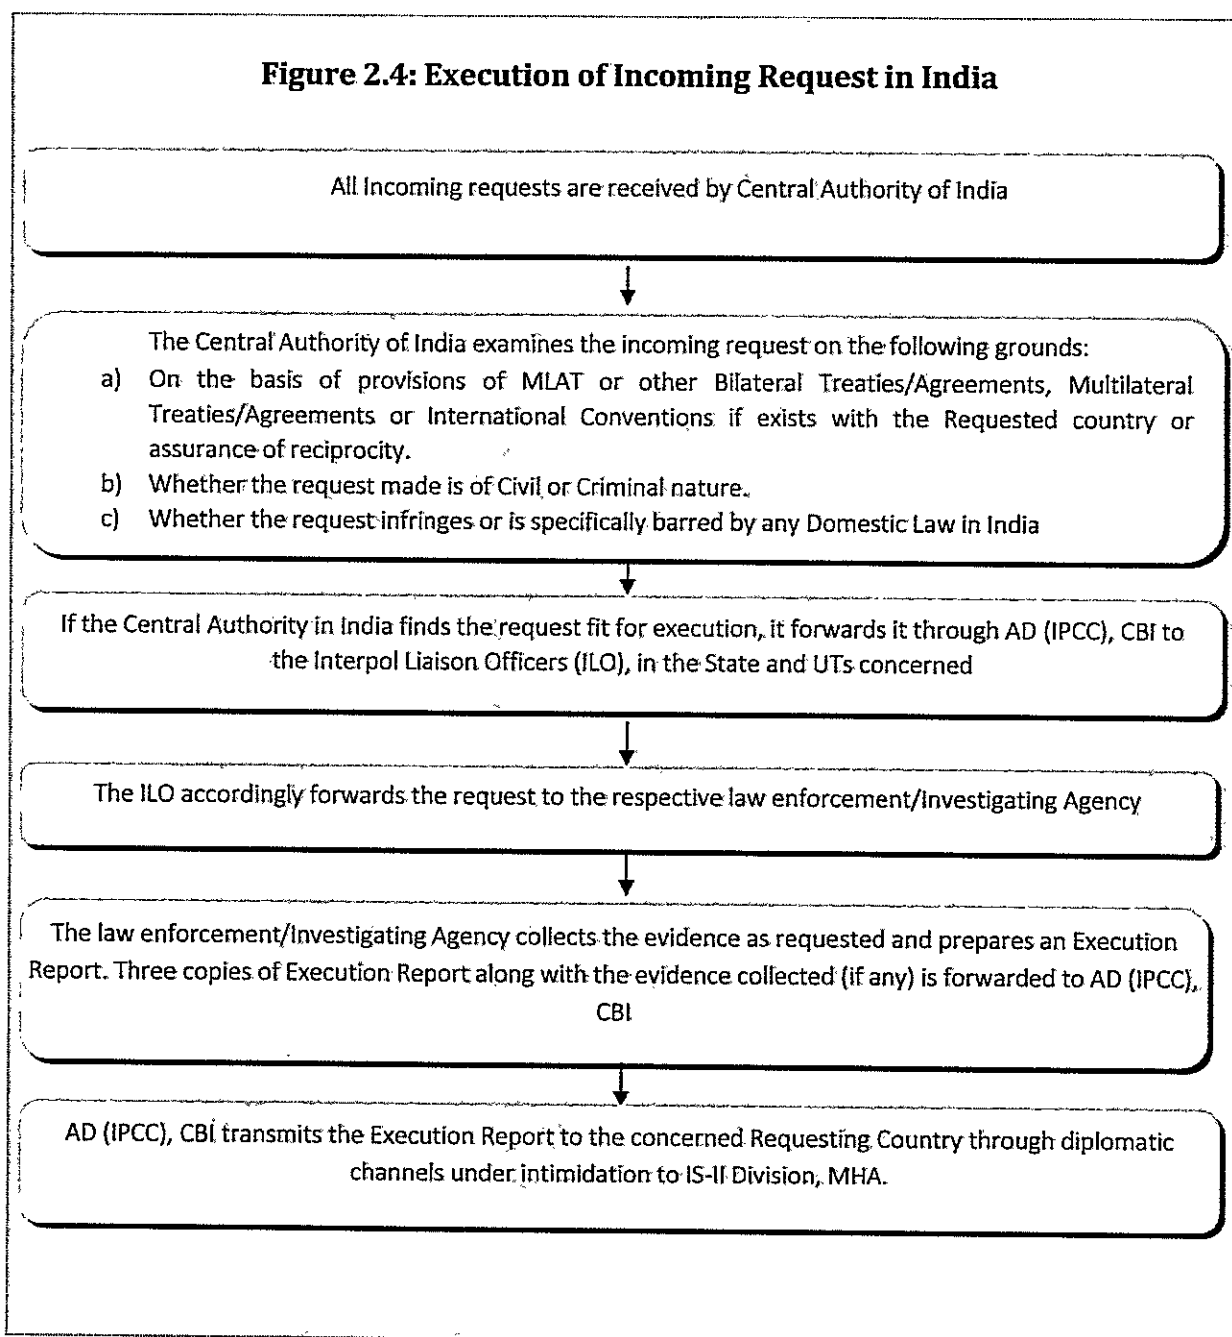 Figure 2.4: Execution of Incoming Request in India
All Incoming requests are received by Central Authority of India
The Central Authority of India examines the incoming request on the following grounds:
a) On the basis of provisions of MLAT or other Bilateral Treaties/Agreements, Multilateral
Treaties/Agreements or International Conventions if exists with the Requested country or
assurance of reciprocity.
b) Whether the request made is of Civil or Criminal nature.
c) Whether the request infringes or is specifically barred by any Domestic Law in India
If the Central Authority in India finds the request fit for execution, it forwards it through AD (IPCC), CBI to
the Interpol Liaison Officers (ILO), in the State and UTs concerned
The ILO accordingly forwards the request to the respective law enforcement/Investigating Agency
The law enforcement/Investigating Agency collects the evidence as requested and prepares an Execution
Report. Three copies of Execution Report along with the evidence collected (if any) is forwarded to AD (IPCC),
CBI
AD (IPCC), CBI transmits the Execution Report to the concerned Requesting Country through diplomatic
channels under intimidation to IS-II Division, MHA.